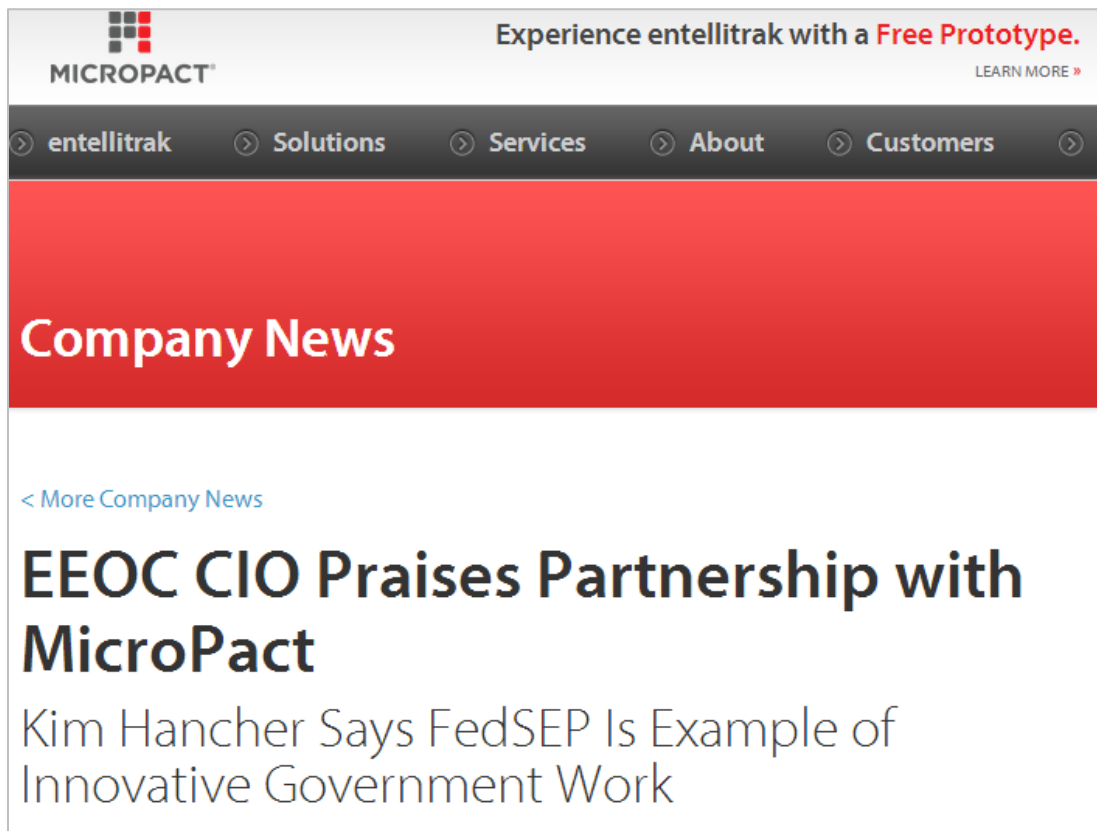 MICROPACT®
Experience entellitrak with a Free Prototype.
LEARN MORE »
entellitrak Solutions Services About Customers
Company News
< More Company News
EEOC CIO Praises Partnership with
MicroPact
Kim Hancher Says FedSEP Is Example of
Innovative Government Work